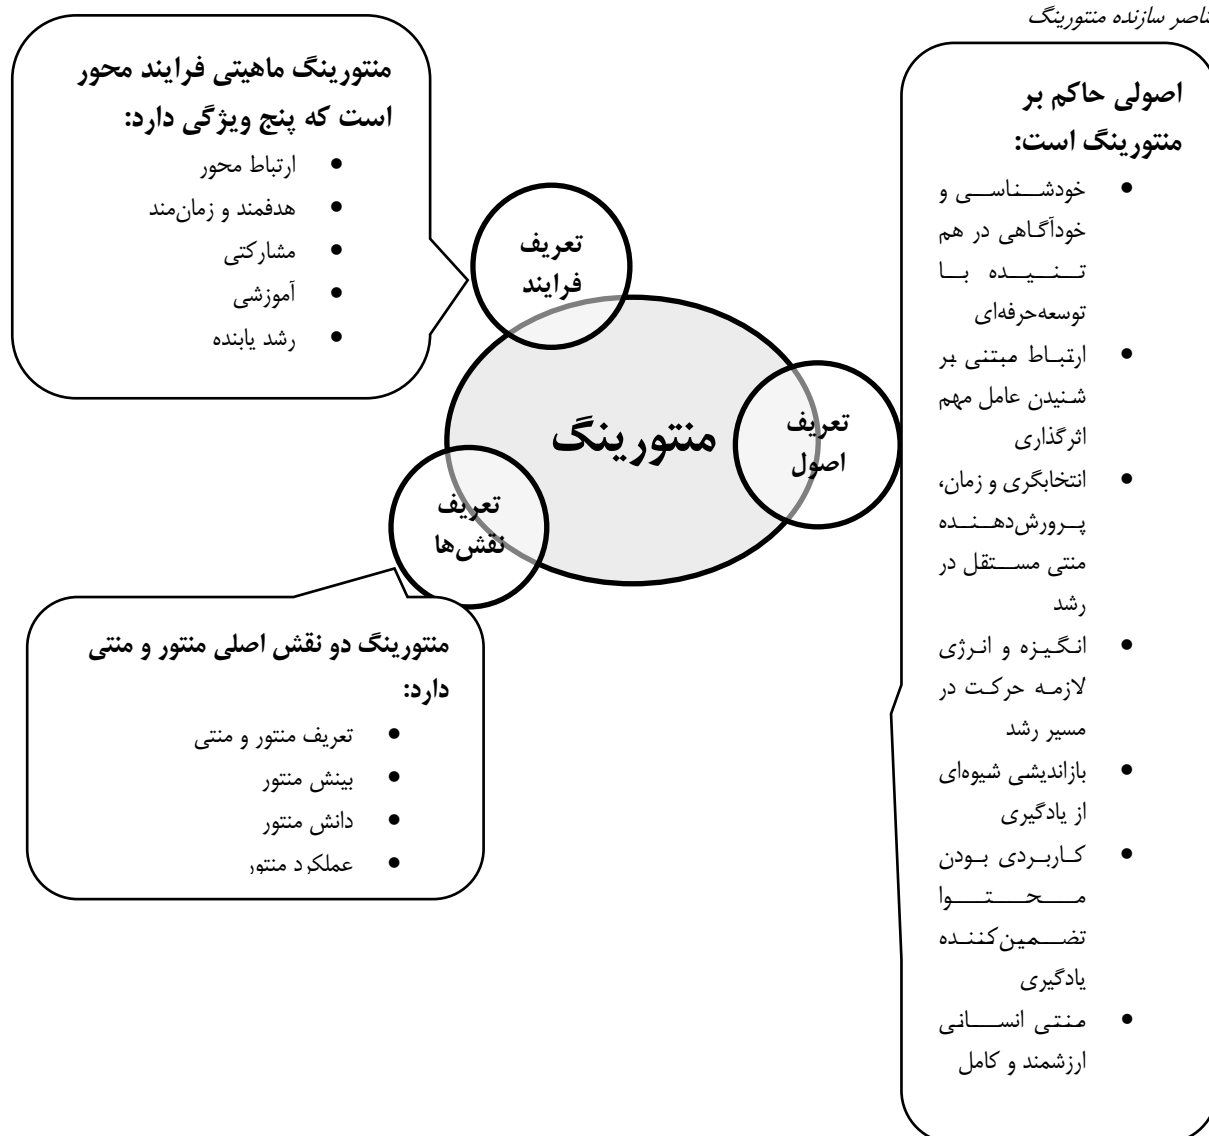 ناصر سازنده منتورینگ
اصولی حاکم بر
منتورینگ است:
• خودشناسی و
خودآگاهی در هم
تنیده با
توسعه‌حرفه‌ای
• ارتباط مبتنی بر
شنیدن عامل مهم
اثرگذاری
• انتخابگری و زمان،
پرورش‌دهنده
منتی مستقل در
رشد
• انگیزه و انرژی
لازمه حرکت در
مسیر رشد
• بازاندیشی شیوه‌ای
از یادگیری
• کاربردی بودن
محتوا
تضمین‌کننده
یادگیری
• منتی انسانی
ارزشمند و کامل
منتورینگ ماهیتی فرایند محور
است که پنج ویژگی دارد:
• ارتباط محور
• هدفمند و زمان‌مند
• مشارکتی
• آموزشی
• رشد یابنده
تعریف
فرایند
منتورینگ
تعریف
اصول
تعریف
نقش‌ها
منتورینگ دو نقش اصلی منتور و منتی
دارد:
• تعریف منتور و منتی
• بینش منتور
• دانش منتور
• عملکرد منتور